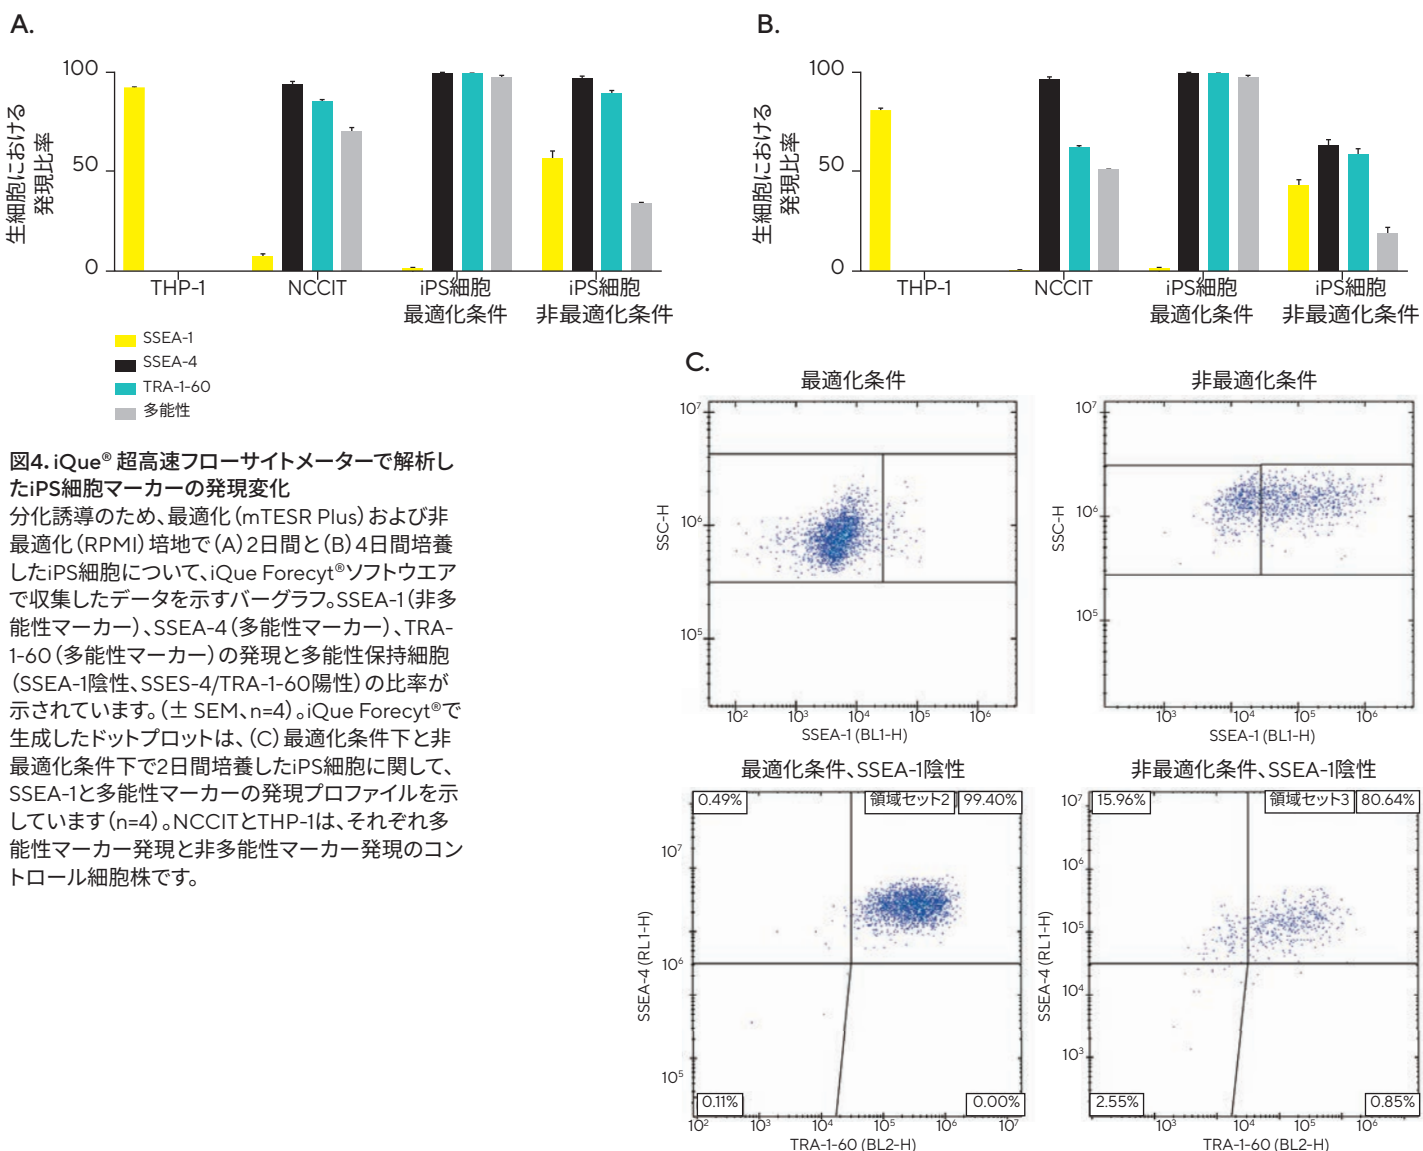 A.
100
50
0
生細胞における
発現比率
THP-1
NCCIT
iPS細胞
最適化条件
iPS細胞
非最適化条件
SSEA-1
SSEA-4
TRA-1-60
多能性
B.
100
50
0
生細胞における
発現比率
THP-1
NCCIT
iPS細胞
最適化条件
iPS細胞
非最適化条件
図4. iQue® 超高速フローサイトメーターで解析し
たiPS細胞マーカーの発現変化
分化誘導のため、最適化（mTESR Plus）および非
最適化（RPMI）培地で（A）2日間と（B）4日間培養
したiPS細胞について、iQue Forecyt®ソフトウエア
で収集したデータを示すバーグラフ。SSEA-1（非多
能性マーカー）、SSEA-4（多能性マーカー）、TRA-
1-60（多能性マーカー）の発現と多能性保持細胞
（SSEA-1陰性、SSES-4/TRA-1-60陽性）の比率が
示されています。（± SEM、n=4）。iQue Forecyt®で
生成したドットプロットは、（C）最適化条件下と非
最適化条件下で2日間培養したiPS細胞に関して、
SSEA-1と多能性マーカーの発現プロファイルを示
しています（n=4）。NCCITとTHP-1は、それぞれ多
能性マーカー発現と非多能性マーカー発現のコン
トロール細胞株です。
C.
最適化条件
10⁷
10⁶
10⁵
SSC-H
10² 10³ 10⁴ 10⁵ 10⁶
SSEA-1 (BL1-H)
非最適化条件
10⁷
10⁶
10⁵
SSC-H
10³ 10⁴ 10⁵ 10⁶
SSEA-1 (BL1-H)
最適化条件、SSEA-1陰性
0.49% 領域セット2 99.40%
10⁷
10⁶
10⁵
SSEA-4 (RL1-H)
0.11% 0.00%
10² 10³ 10⁴ 10⁵ 10⁶ 10⁷
TRA-1-60 (BL2-H)
非最適化条件、SSEA-1陰性
10⁷ 15.96% 領域セット3 80.64%
10⁶
10⁵
10⁴
10³
SSEA-4 (RL1-H)
2.55% 0.85%
10³ 10⁴ 10⁵ 10⁶
TRA-1-60 (BL2-H)